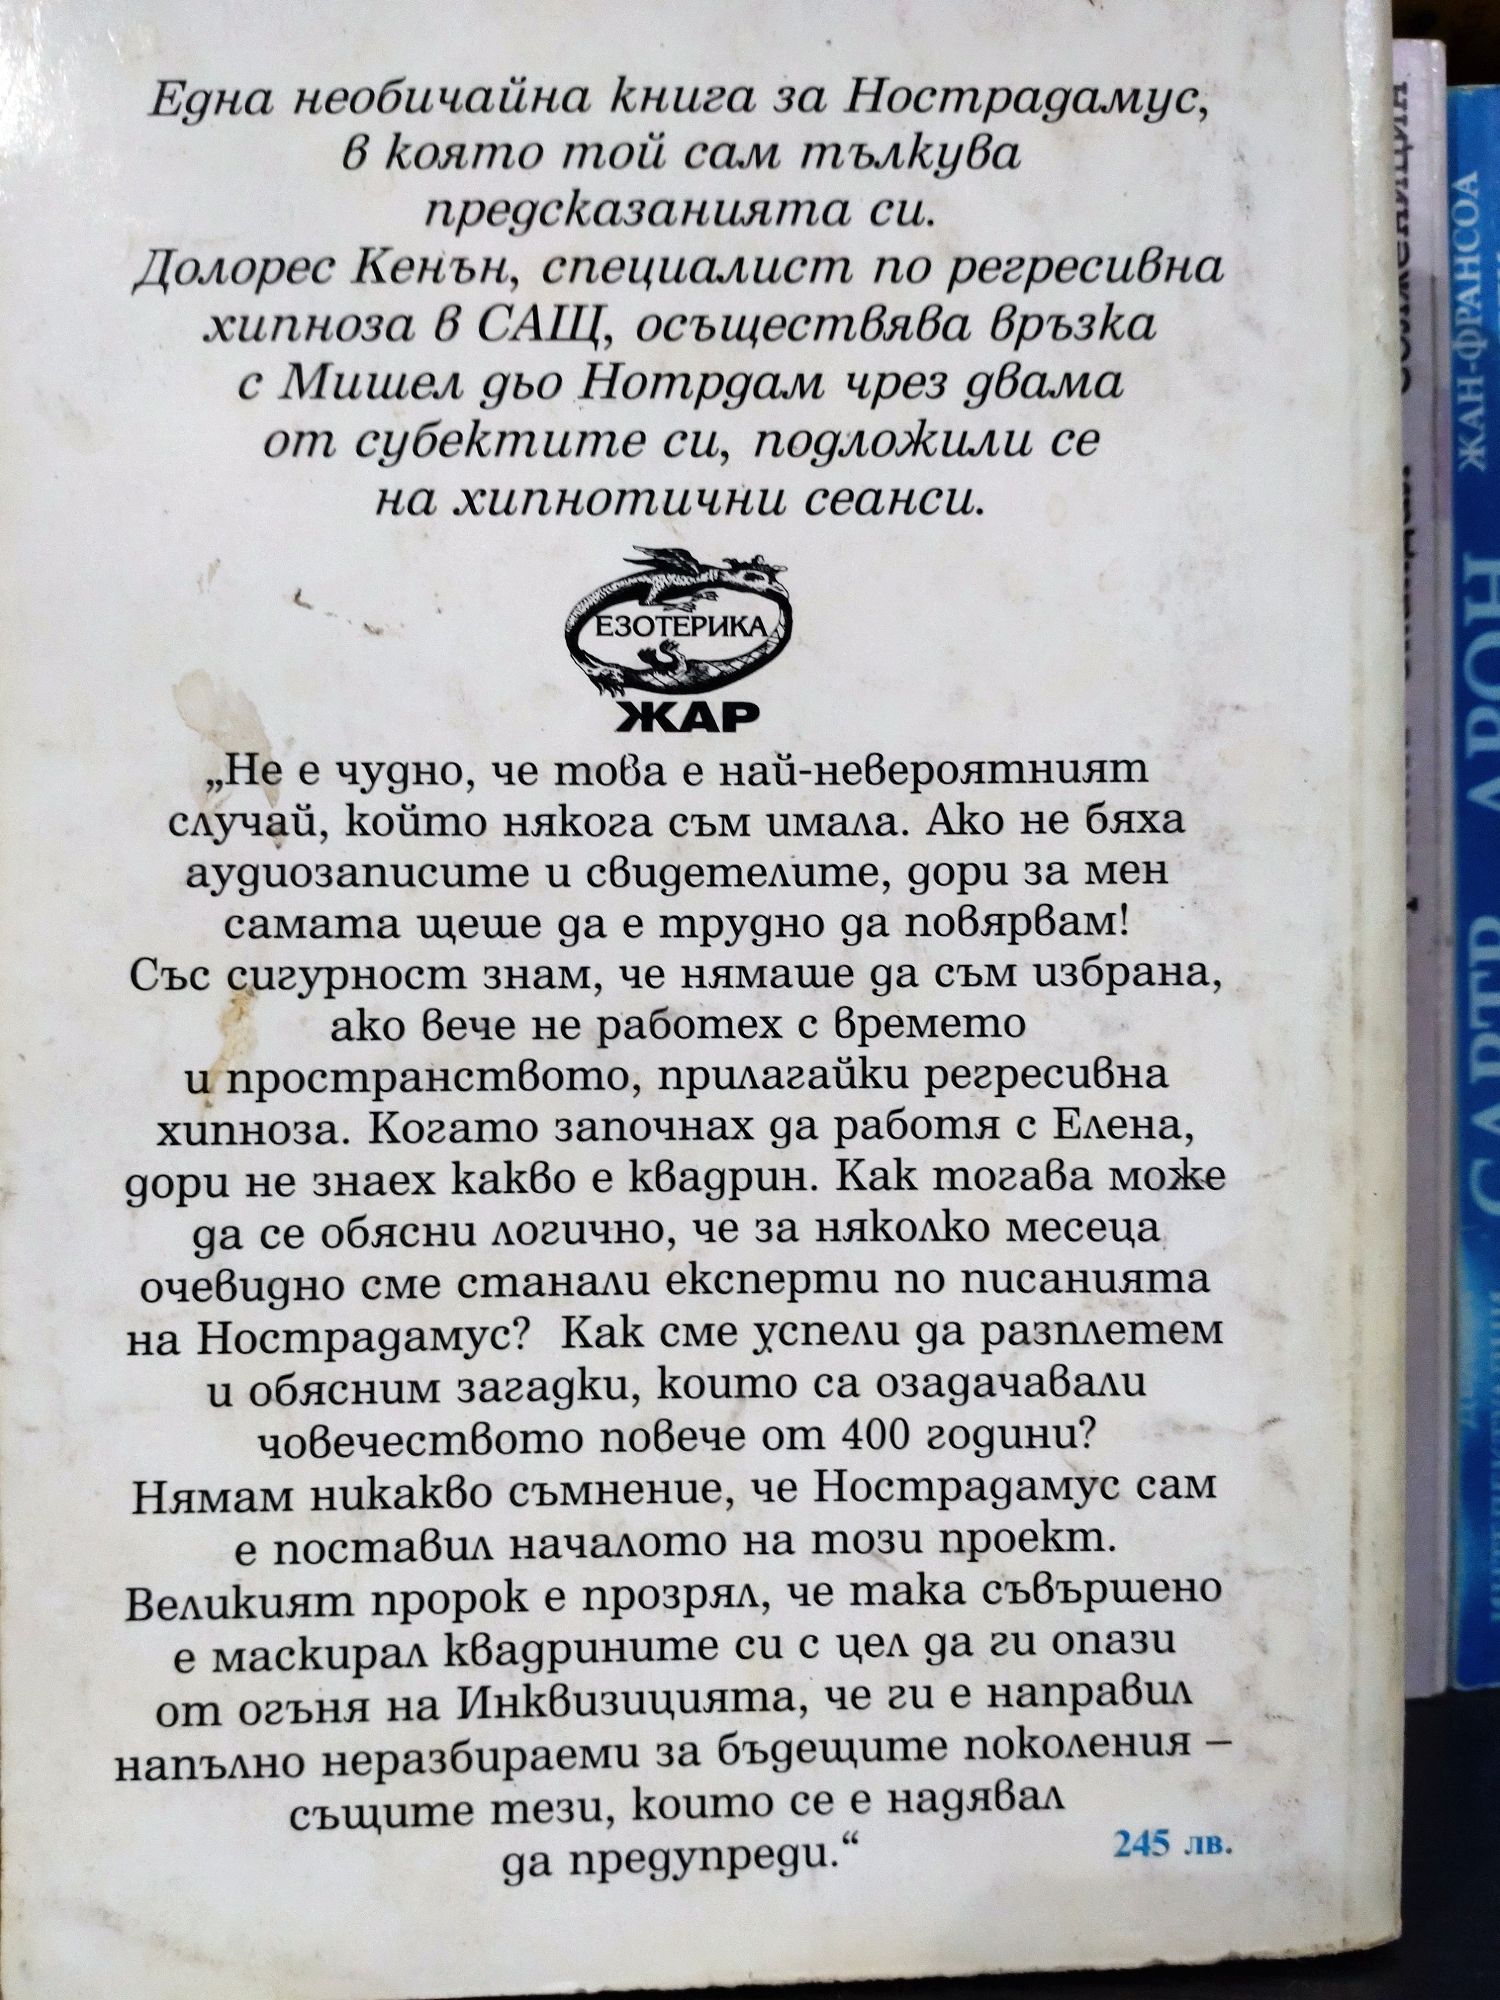 Една необичайна книга за Нострадамус,
в която той сам тълкува
предсказанията си.
Долорес Кенън, специалист по регресивна
хипноза в САЩ, осъществява връзка
с Мишел дьо Нотрдам чрез двама
от субектите си, подложили се
на хипнотични сеанси.
ЕЗОТЕРИКА
ЖАР
„Не е чудно, че това е най-невероятният
случай, който някога съм имала. Ако не бяха
аудиозаписите и свидетелите, дори за мен
самата щеше да е трудно да повярвам!
Със сигурност знам, че нямаше да съм избрана,
ако вече не работех с времето
и пространството, прилагайки регресивна
хипноза. Когато започнах да работя с Елена,
дори не знаех какво е квадрин. Как тогава може
да се обясни логично, че за няколко месеца
очевидно сме станали експерти по писанията
на Нострадамус? Как сме успели да разплетем
и обясним загадки, които са озадачавали
човечеството повече от 400 години?
Нямам никакво съмнение, че Нострадамус сам
е поставил началото на този проект.
Великият пророк е прозрял, че така съвършено
е маскирал квадрините си с цел да ги опази
от огъня на Инквизицията, че ги е направил
напълно неразбираеми за бъдещите поколения –
същите тези, които се е надявал
да предупреди.“
245 лв.
ЖАН-ФРАНСОА
САРТР АРОН